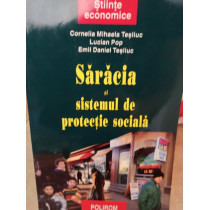 Științe
economice
Cornelia Mihaela Teșliuc
Lucian Pop
Emil Daniel Teșliuc
Sărăcia
și
sistemul de
protecție socială
POLIROM